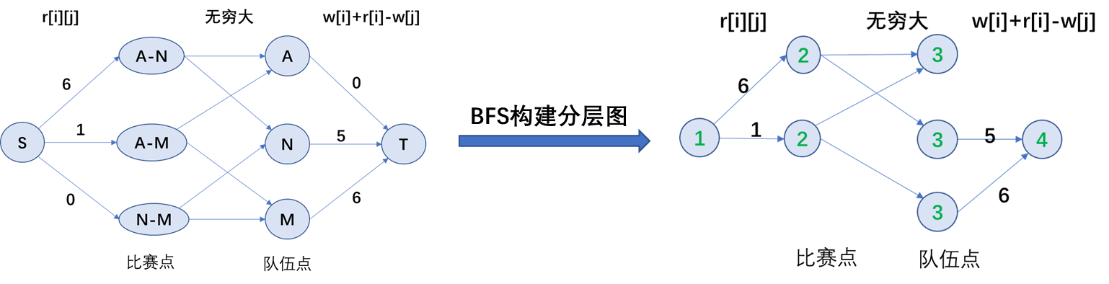 r[i][j]
无穷大
w[i]+r[i]-w[j]
6
1
0
S
A-N
A-M
N-M
A
N
M
0
5
6
T
比赛点
队伍点
BFS构建分层图
r[i][j]
无穷大
w[i]+r[i]-w[j]
6
1
1
2
2
3
3
3
5
6
4
比赛点
队伍点